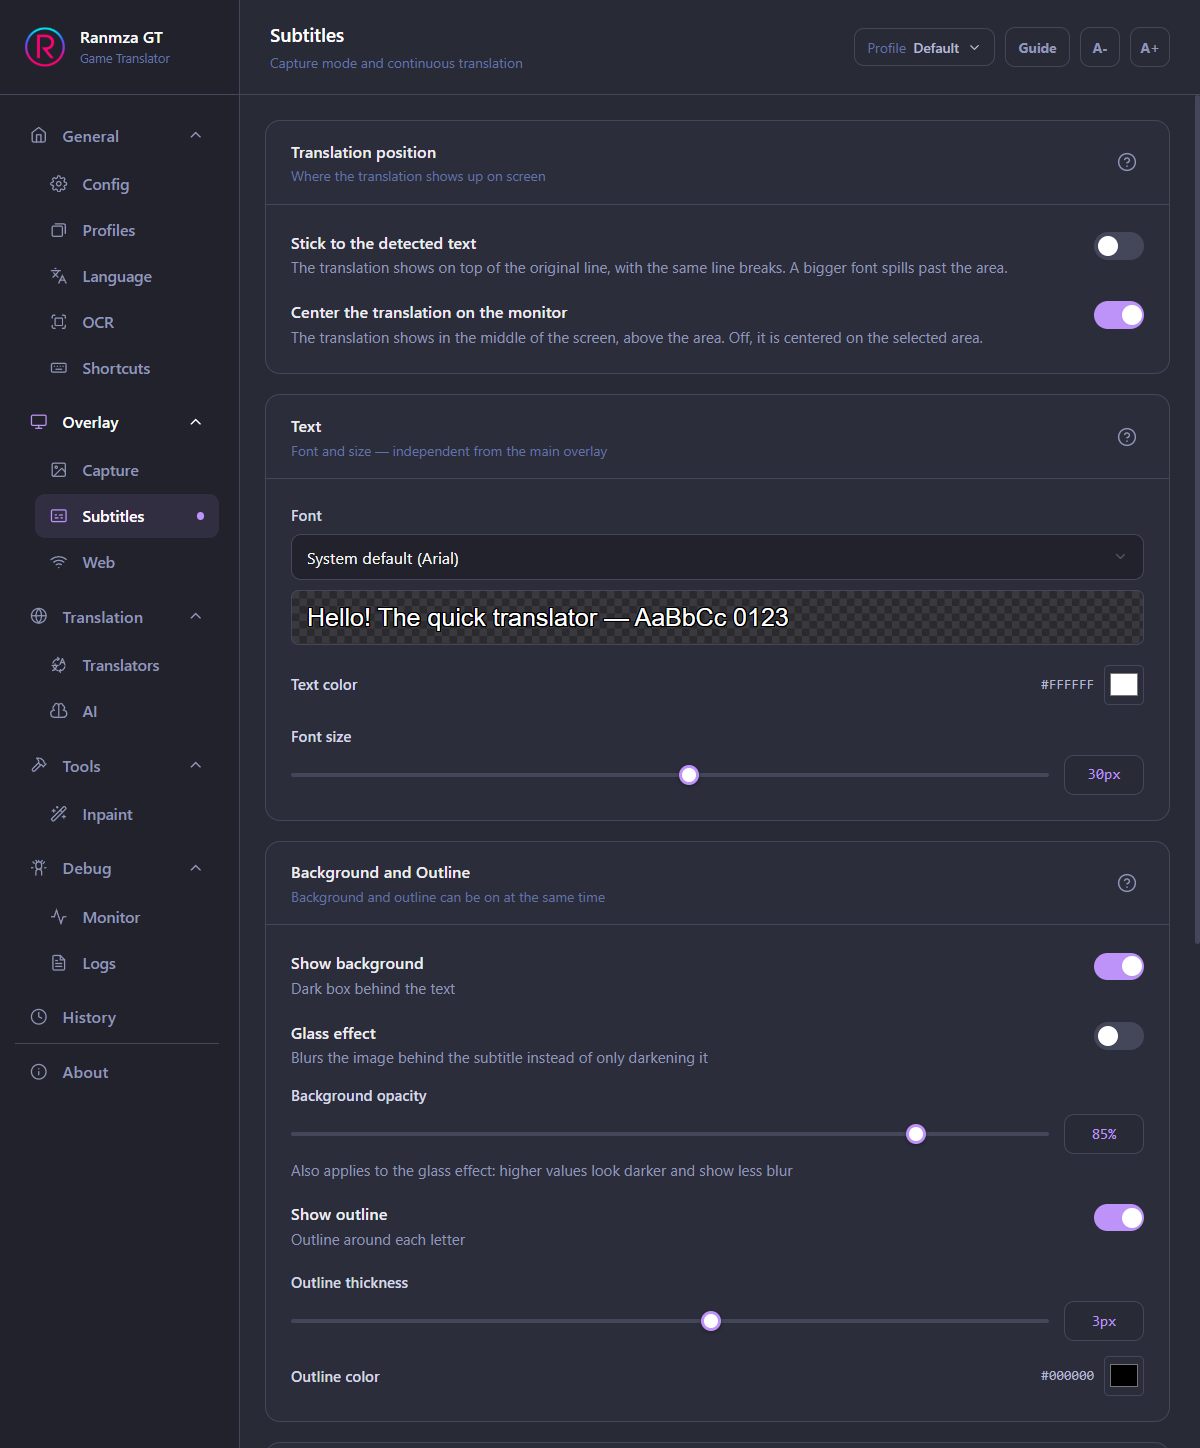 Ranmza GT
Game Translator
General
Config
Profiles
Language
OCR
Shortcuts
Overlay
Capture
Subtitles
Web
Translation
Translators
AI
Tools
Inpaint
Debug
Monitor
Logs
History
About
Subtitles
Capture mode and continuous translation
Profile Default
Guide
A-
A+
Translation position
Where the translation shows up on screen
Stick to the detected text
The translation shows on top of the original line, with the same line breaks. A bigger font spills past the area.
Center the translation on the monitor
The translation shows in the middle of the screen, above the area. Off, it is centered on the selected area.
Text
Font and size — independent from the main overlay
Font
System default (Arial)
Hello! The quick translator — AaBbCc 0123
Text color
#FFFFFF
Font size
30px
Background and Outline
Background and outline can be on at the same time
Show background
Dark box behind the text
Glass effect
Blurs the image behind the subtitle instead of only darkening it
Background opacity
85%
Also applies to the glass effect: higher values look darker and show less blur
Show outline
Outline around each letter
Outline thickness
3px
Outline color
#000000